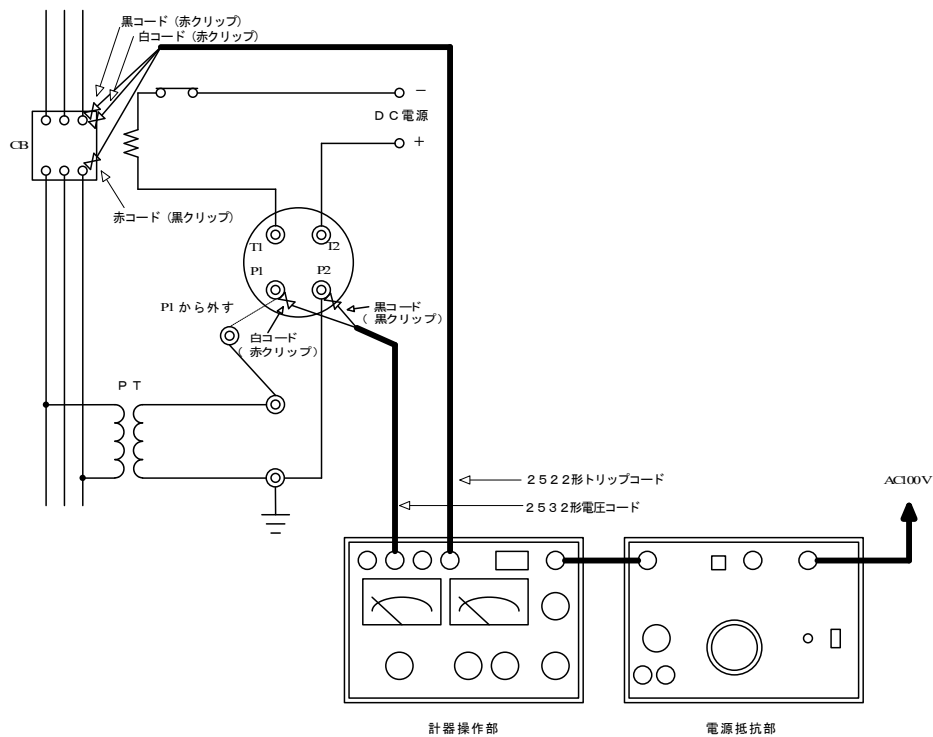 黒コード（赤クリップ）
白コード（赤クリップ）
－
ＤＣ電源
＋
CB
赤コード（黒クリップ）
T1
T2
P1
P2
P1 から外す
黒コード
（ 黒クリップ）
白コード
（ 赤クリップ）
ＰＴ
２５２２形トリップコード
２５３２形電圧コード
AC100V
計器操作部
電源抵抗部